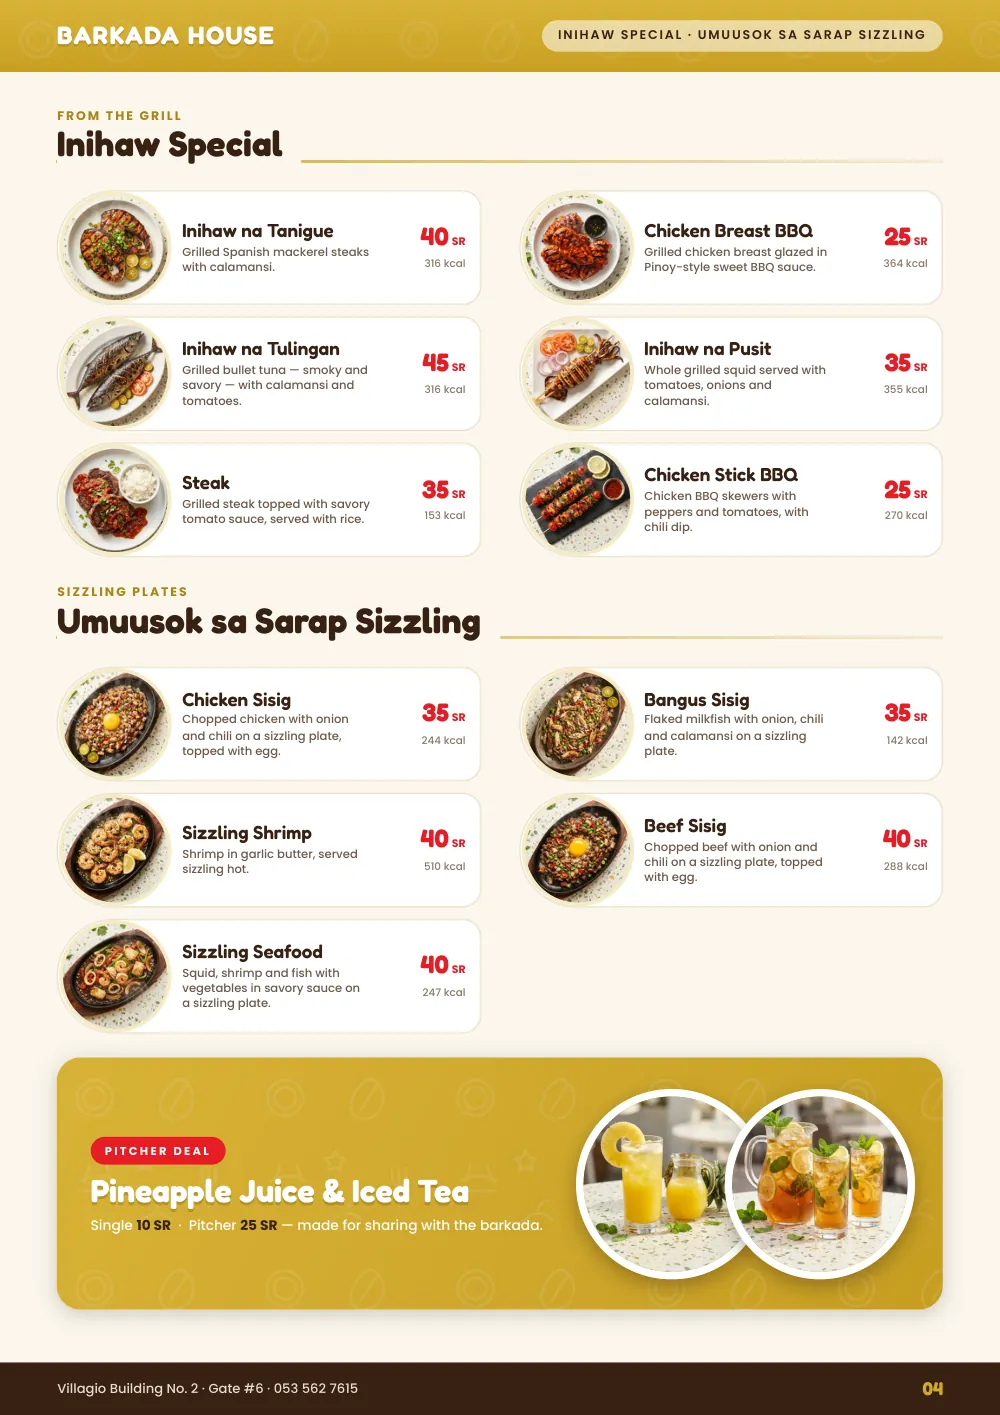 BARKADA HOUSE
INIHAW SPECIAL · UMUUSOK SA SARAP SIZZLING
FROM THE GRILL
Inihaw Special
Inihaw na Tanigue
Grilled Spanish mackerel steaks
with calamansi.
40 SR
316 kcal
Chicken Breast BBQ
Grilled chicken breast glazed in
Pinoy-style sweet BBQ sauce.
25 SR
364 kcal
Inihaw na Tulingan
Grilled bullet tuna — smoky and
savory — with calamansi and
tomatoes.
45 SR
316 kcal
Inihaw na Pusit
Whole grilled squid served with
tomatoes, onions and
calamansi.
35 SR
355 kcal
Steak
Grilled steak topped with savory
tomato sauce, served with rice.
35 SR
153 kcal
Chicken Stick BBQ
Chicken BBQ skewers with
peppers and tomatoes, with
chili dip.
25 SR
270 kcal
SIZZLING PLATES
Umuusok sa Sarap Sizzling
Chicken Sisig
Chopped chicken with onion
and chili on a sizzling plate,
topped with egg.
35 SR
244 kcal
Bangus Sisig
Flaked milkfish with onion, chili
and calamansi on a sizzling
plate.
35 SR
142 kcal
Sizzling Shrimp
Shrimp in garlic butter, served
sizzling hot.
40 SR
510 kcal
Beef Sisig
Chopped beef with onion and
chili on a sizzling plate, topped
with egg.
40 SR
288 kcal
Sizzling Seafood
Squid, shrimp and fish with
vegetables in savory sauce on
a sizzling plate.
40 SR
247 kcal
PITCHER DEAL
Pineapple Juice & Iced Tea
Single 10 SR · Pitcher 25 SR — made for sharing with the barkada.
Villagio Building No. 2 · Gate #6 · 053 562 7615
04